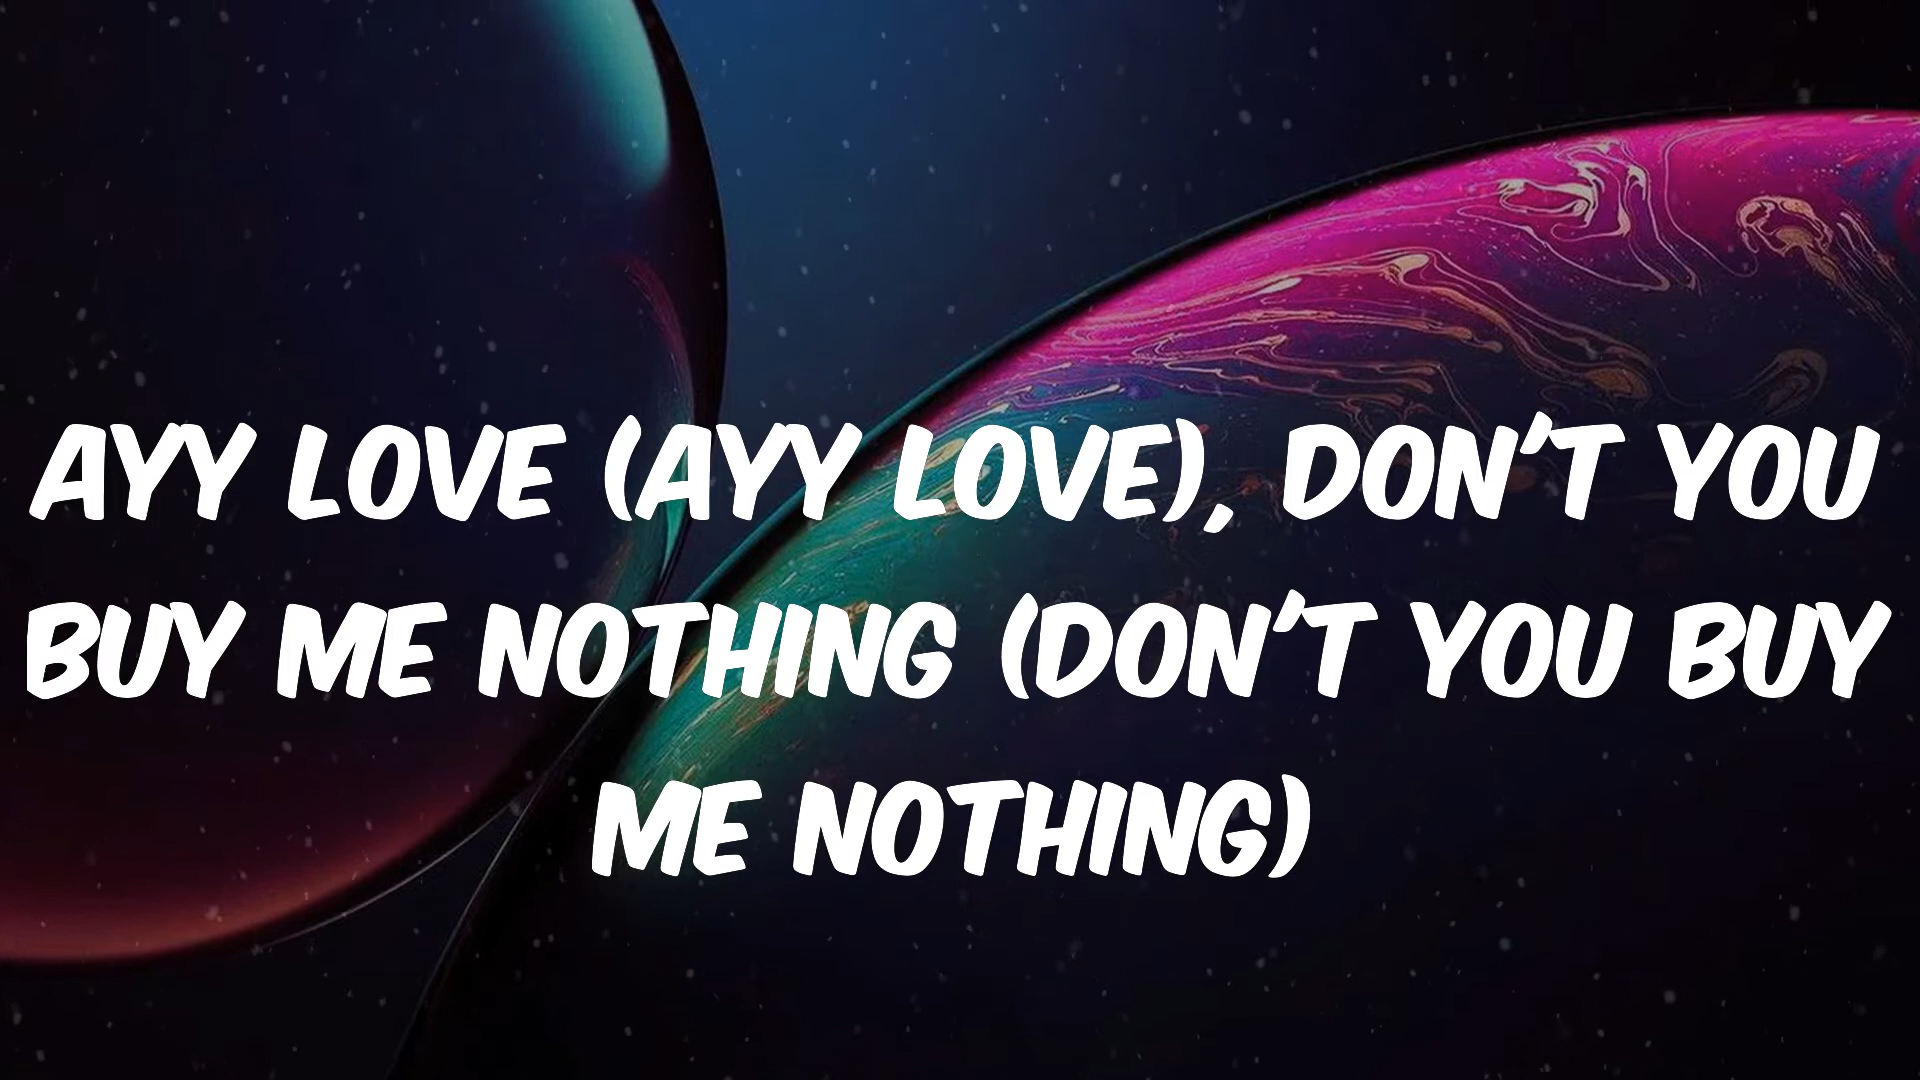 AYY LOVE (AYY LOVE), DON'T YOU
BUY ME NOTHING (DON'T YOU BUY
ME NOTHING)